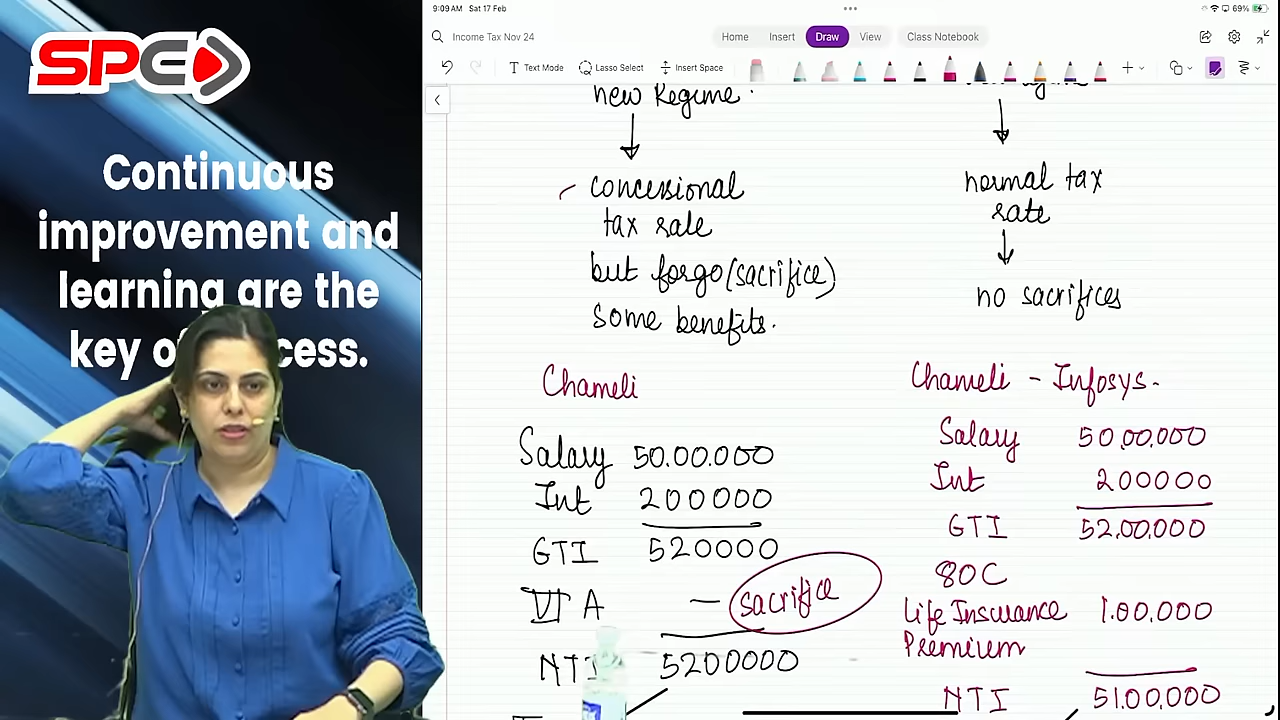 9:09 AM Sat 17 Feb
69%
Income Tax Nov 24
Home Insert Draw View Class Notebook
Text Mode Lasso Select Insert Space
SPC
Continuous
improvement and
learning are the
key of
cess.
new Regime.
concessional
tax rate
but forgo (sacrifice)
some benefits.
normal tax
rate
no sacrifices
Chameli
Salary 50,00,000
Int 200000
GTI 520000
VI A — sacrifice
NTI 5200000
Chameli - Infosys.
Salary 50,00,000
Int 200000
GTI 52,00,000
80C
Life Insurance 1,00,000
Premium
NTI 51,00,000